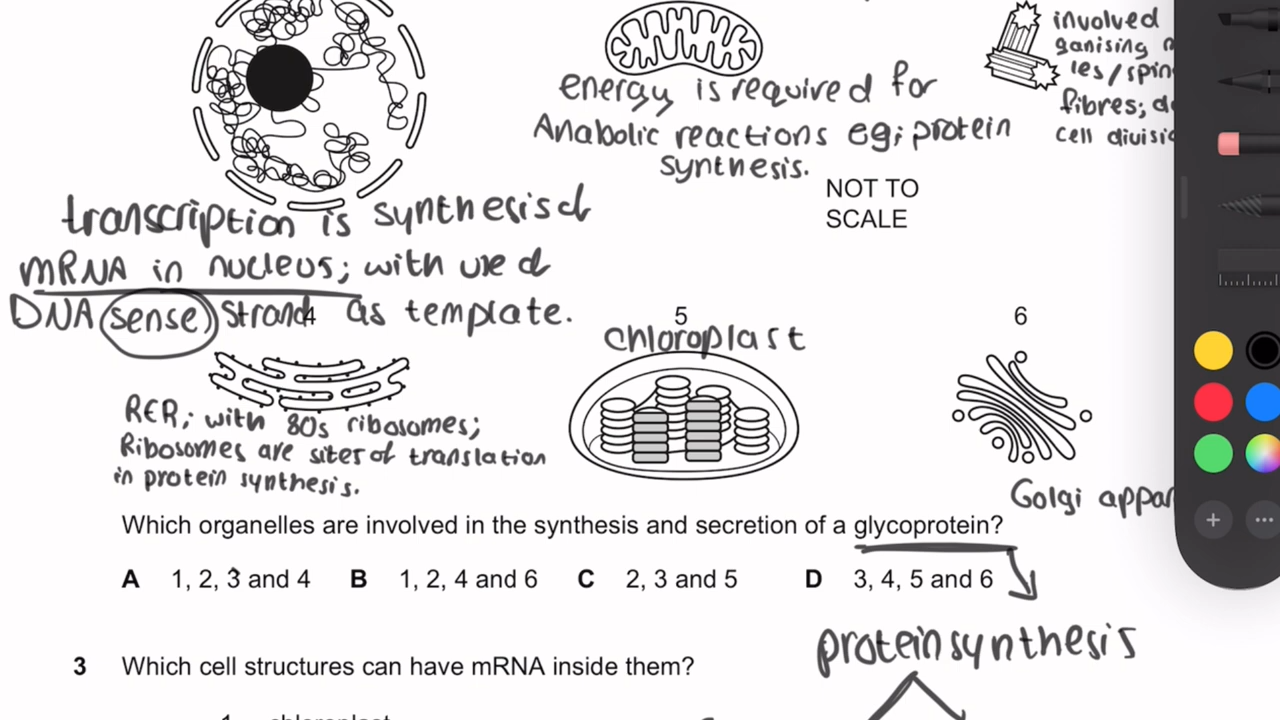 involved
ganising
energy is required for
les/spin
fibres;
Anabolic reactions eg; protein
cell divisi
synthesis.
NOT TO
SCALE
transcription is synthesis of
mRNA in nucleus; with use of
DNA sense strand as template.
4 5 6
chloroplast
RER; with 80s ribosomes;
Ribosomes are sites of translation
in protein synthesis.
Golgi appar
Which organelles are involved in the synthesis and secretion of a glycoprotein?
A 1, 2, 3 and 4 B 1, 2, 4 and 6 C 2, 3 and 5 D 3, 4, 5 and 6
protein synthesis
3 Which cell structures can have mRNA inside them?
1 chloroplast